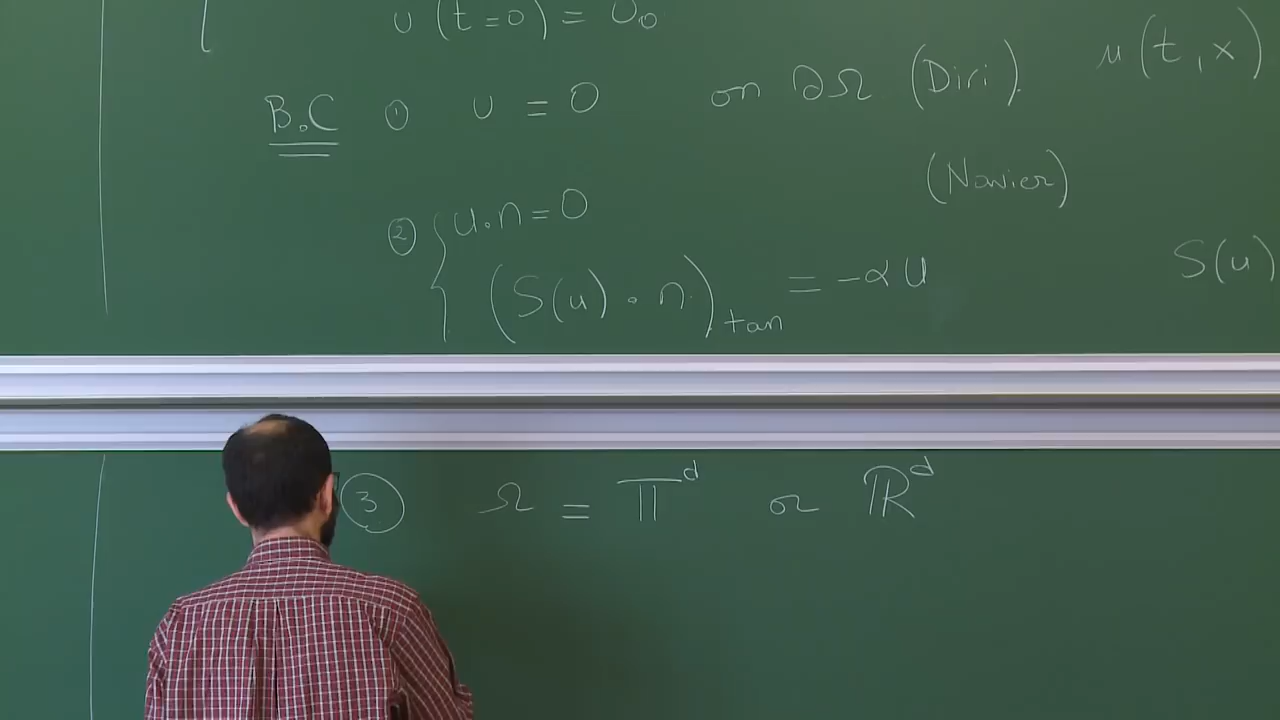 u (t=0) = U₀
B.C ① u = 0 on ∂Ω (Diri). u(t,x)
(Navier)
② { u.n = 0
(S(u) · n)_tan = -α u S(u)
③ Ω = 𝕋^d or ℝ^d